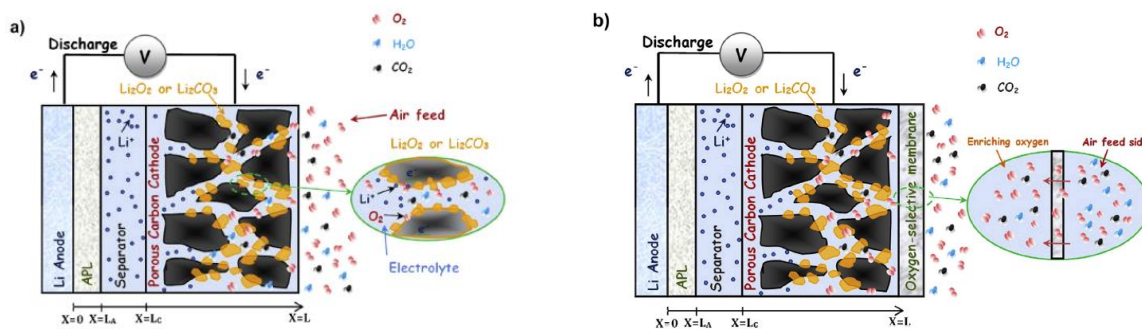 a)
Discharge
V
e⁻
e⁻
O₂
H₂O
CO₂
Li₂O₂ or Li₂CO₃
Air feed
Li⁺
Li Anode
APL
Separator
Porous Carbon Cathode
Li₂O₂ or Li₂CO₃
e⁻
Li⁺
O₂
e⁻
Electrolyte
X=0
X=L_A
X=L_C
X=L
b)
Discharge
V
e⁻
e⁻
O₂
H₂O
CO₂
Li₂O₂ or Li₂CO₃
Li⁺
Li Anode
APL
Separator
Porous Carbon Cathode
Oxygen-selective membrane
Enriching oxygen
Air feed side
X=0
X=L_A
X=L_C
X=L